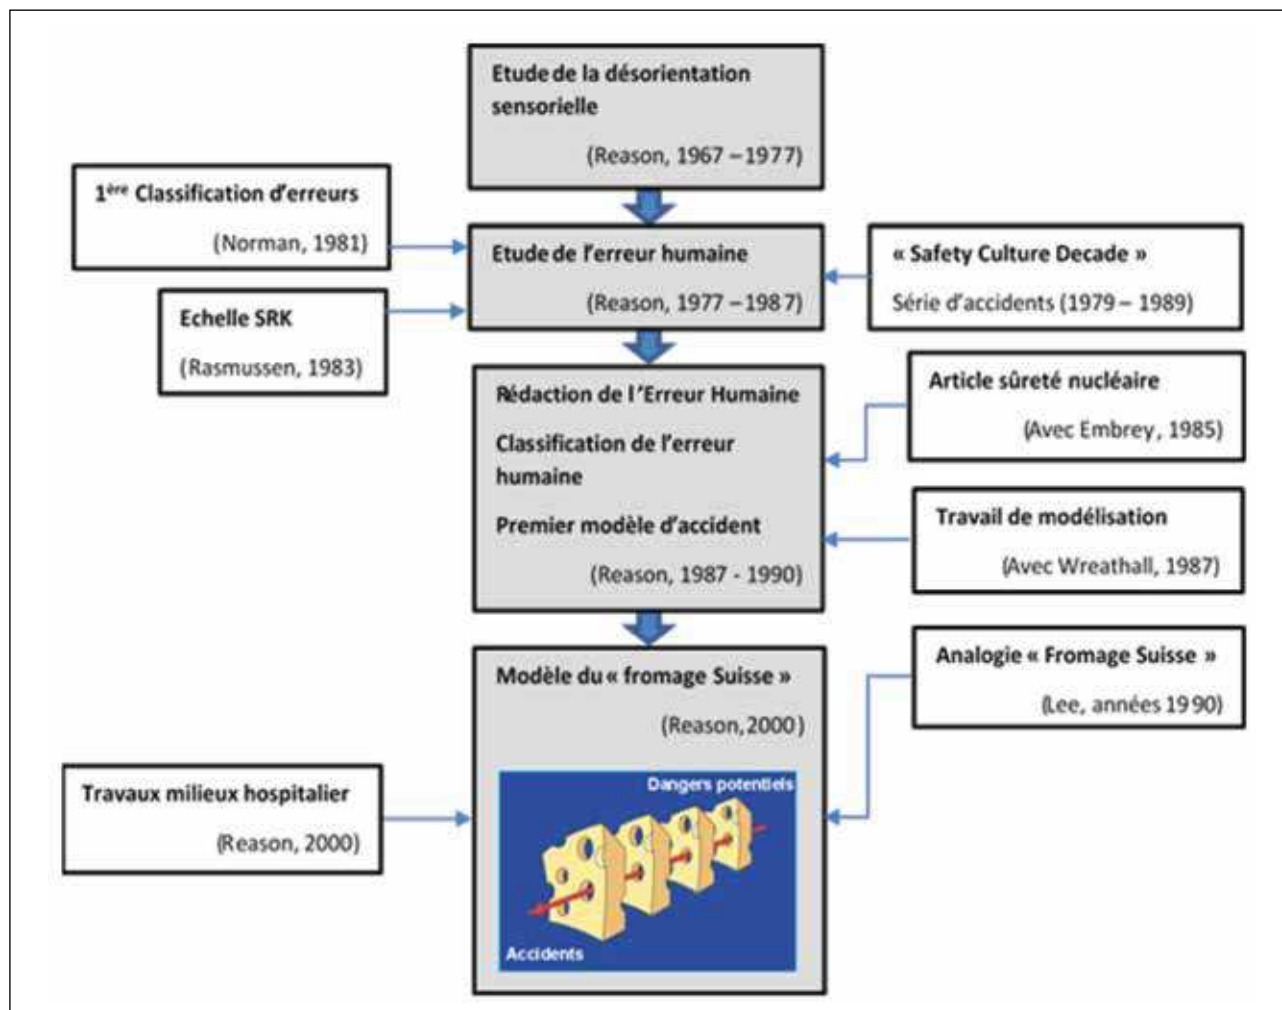 Etude de la désorientation
sensorielle
(Reason, 1967 – 1977)
1ère Classification d'erreurs
(Norman, 1981)
Etude de l'erreur humaine
(Reason, 1977 – 1987)
« Safety Culture Decade »
Série d'accidents (1979 – 1989)
Echelle SRK
(Rasmussen, 1983)
Rédaction de l'Erreur Humaine
Classification de l'erreur
humaine
Premier modèle d'accident
(Reason, 1987 - 1990)
Article sûreté nucléaire
(Avec Embrey, 1985)
Travail de modélisation
(Avec Wreathall, 1987)
Modèle du « fromage Suisse »
(Reason, 2000)
Analogie « Fromage Suisse »
(Lee, années 1990)
Travaux milieux hospitalier
(Reason, 2000)
Dangers potentiels
Accidents